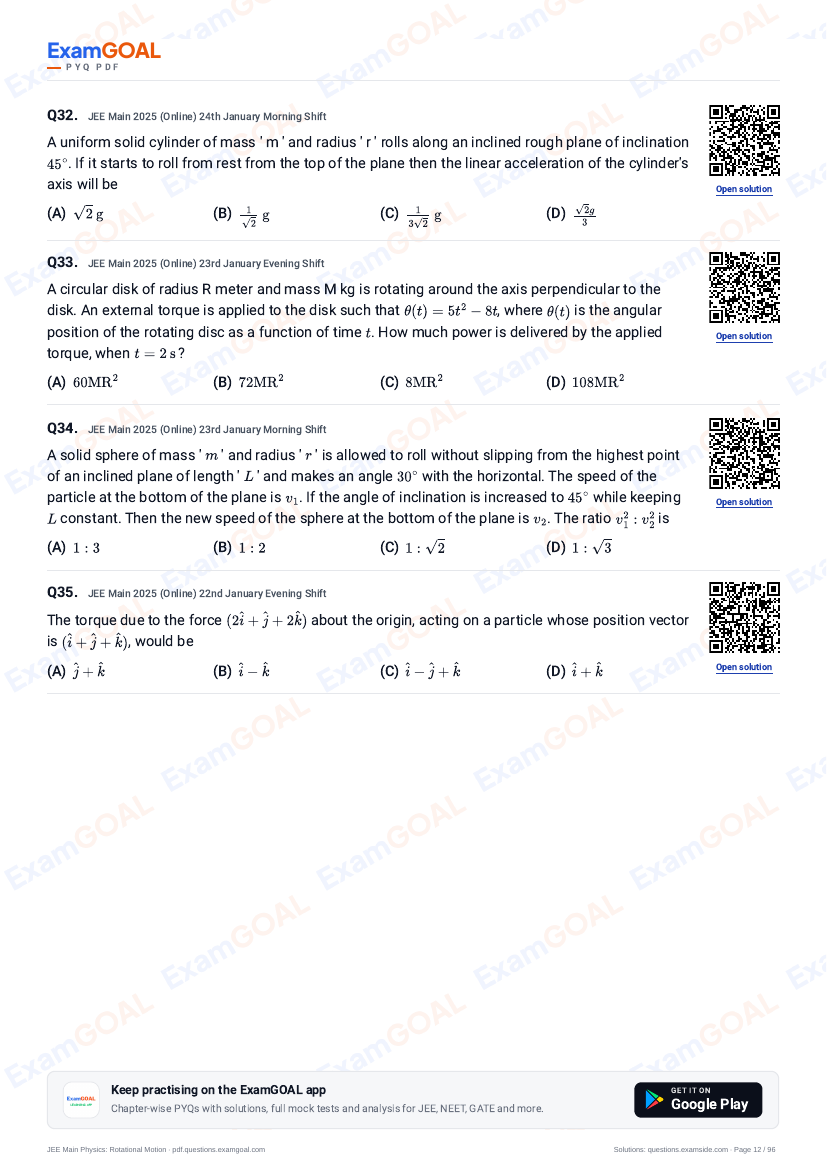 ExamGOAL
PYQ PDF
Q32. JEE Main 2025 (Online) 24th January Morning Shift
A uniform solid cylinder of mass ' m ' and radius ' r ' rolls along an inclined rough plane of inclination
45°. If it starts to roll from rest from the top of the plane then the linear acceleration of the cylinder's
axis will be
(A) √2 g (B) 1/√2 g (C) 1/3√2 g (D) √2g/3
Open solution
Q33. JEE Main 2025 (Online) 23rd January Evening Shift
A circular disk of radius R meter and mass M kg is rotating around the axis perpendicular to the
disk. An external torque is applied to the disk such that θ(t) = 5t² − 8t, where θ(t) is the angular
position of the rotating disc as a function of time t. How much power is delivered by the applied
torque, when t = 2 s ?
(A) 60MR² (B) 72MR² (C) 8MR² (D) 108MR²
Open solution
Q34. JEE Main 2025 (Online) 23rd January Morning Shift
A solid sphere of mass ' m ' and radius ' r ' is allowed to roll without slipping from the highest point
of an inclined plane of length ' L ' and makes an angle 30° with the horizontal. The speed of the
particle at the bottom of the plane is v₁. If the angle of inclination is increased to 45° while keeping
L constant. Then the new speed of the sphere at the bottom of the plane is v₂. The ratio v₁² : v₂² is
(A) 1 : 3 (B) 1 : 2 (C) 1 : √2 (D) 1 : √3
Open solution
Q35. JEE Main 2025 (Online) 22nd January Evening Shift
The torque due to the force (2î + ĵ + 2k̂) about the origin, acting on a particle whose position vector
is (î + ĵ + k̂), would be
(A) ĵ + k̂ (B) î − k̂ (C) î − ĵ + k̂ (D) î + k̂
Open solution
Keep practising on the ExamGOAL app
Chapter-wise PYQs with solutions, full mock tests and analysis for JEE, NEET, GATE and more.
ExamGOAL
GET IT ON
Google Play
JEE Main Physics: Rotational Motion · pdf.questions.examgoal.com
Solutions: questions.examside.com · Page 12 / 96